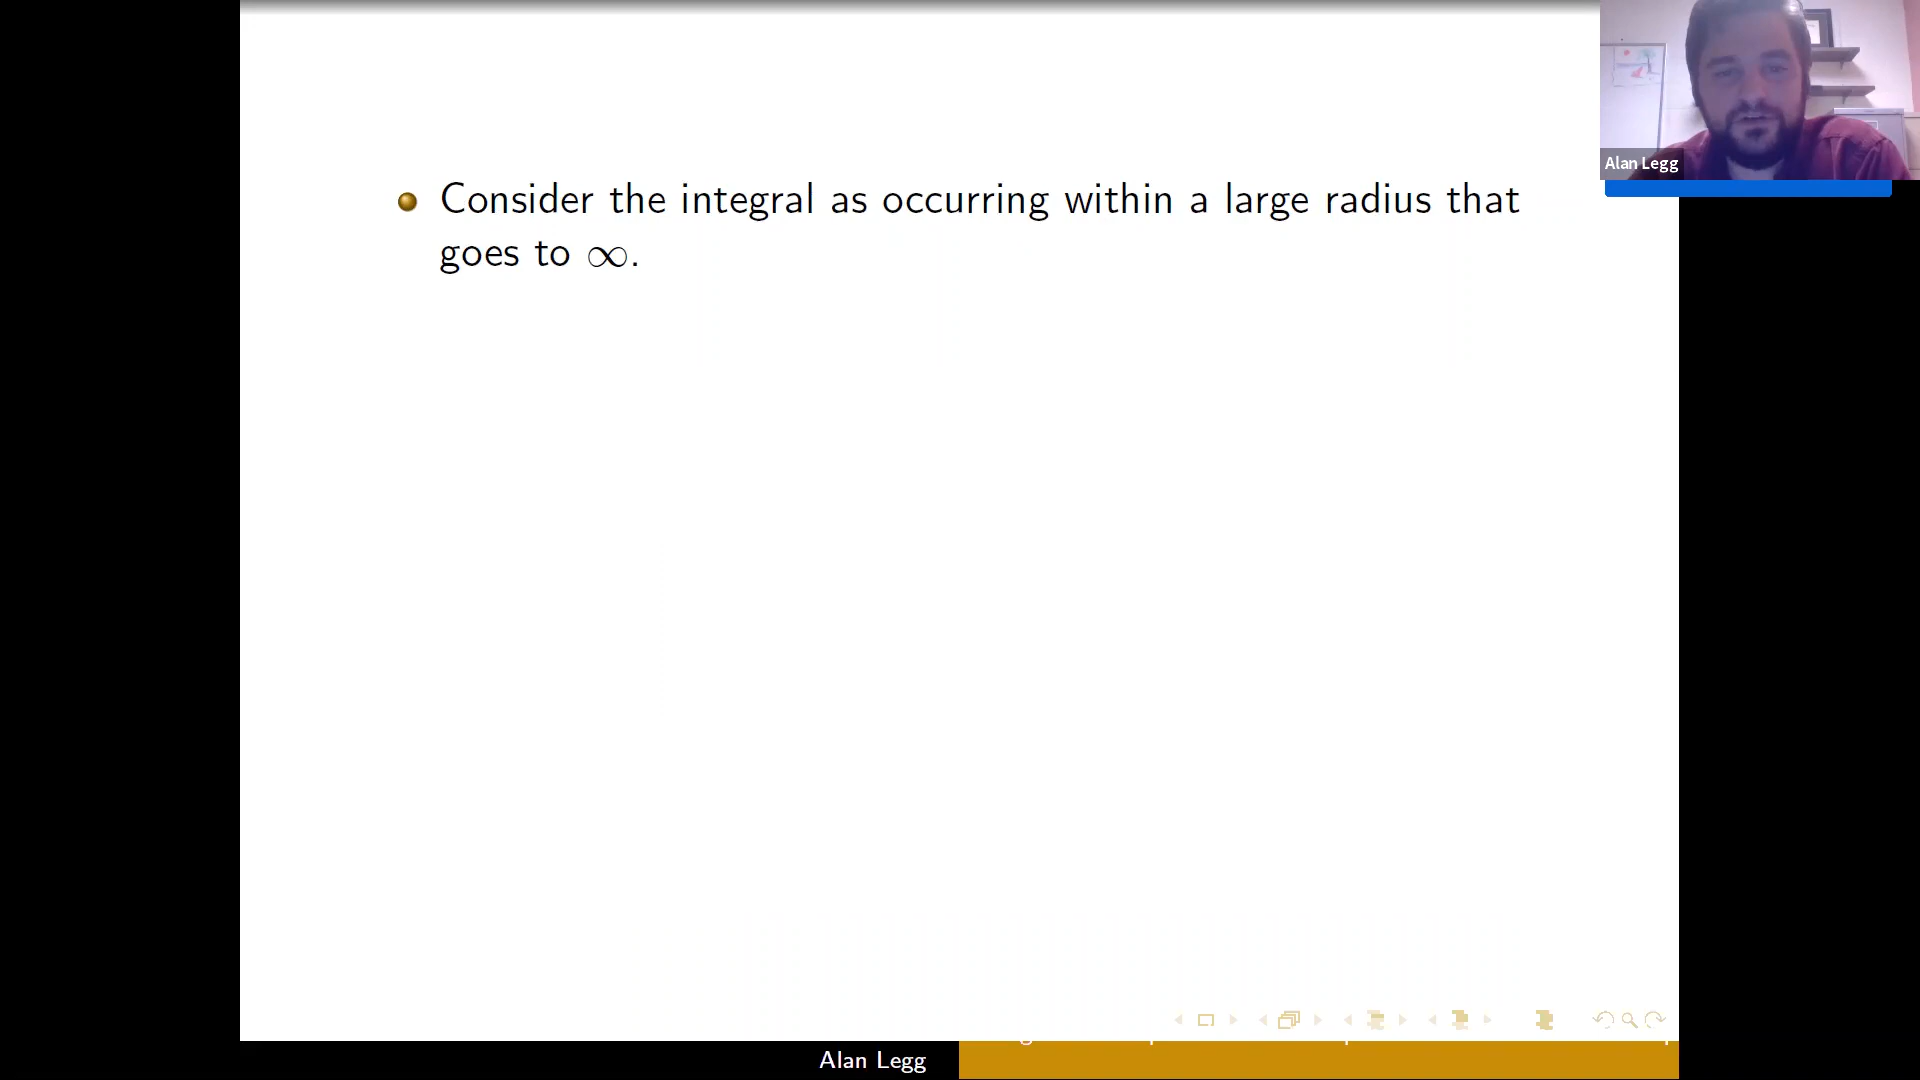 Consider the integral as occurring within a large radius that
goes to ∞.
Alan Legg
Alan Legg